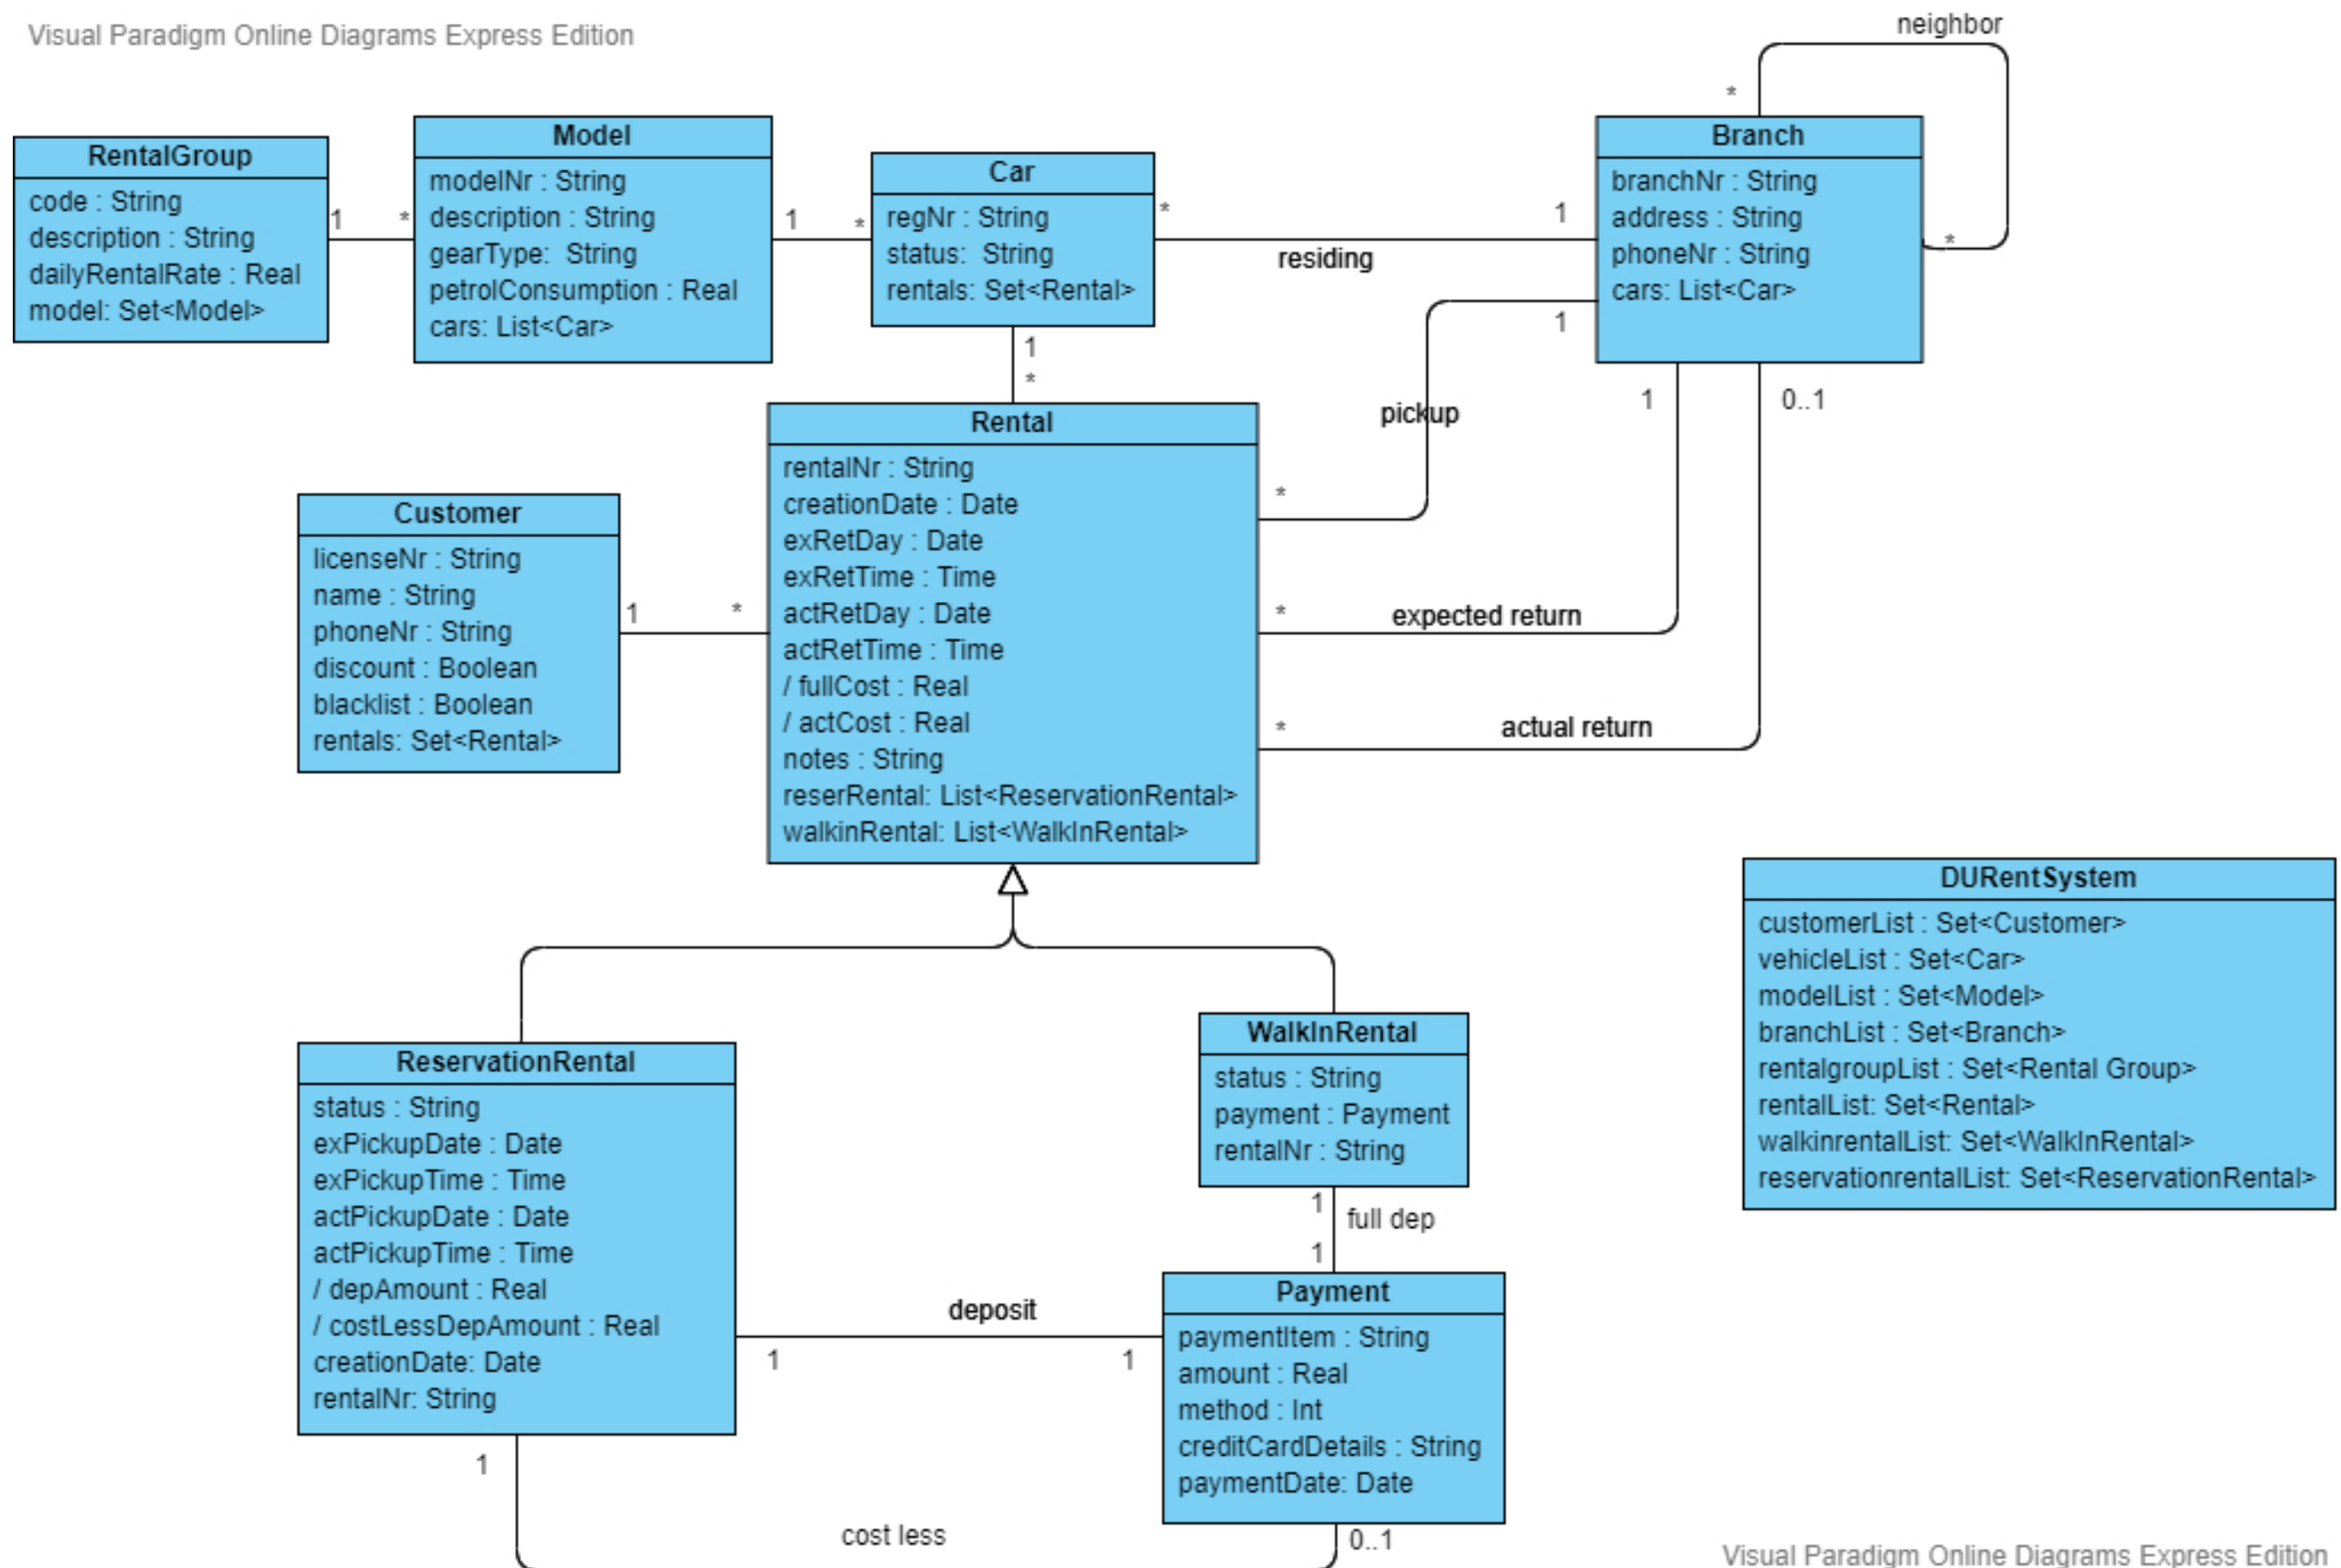 Visual Paradigm Online Diagrams Express Edition
neighbor
*
*
RentalGroup
code : String
description : String
dailyRentalRate : Real
model: Set<Model>
1
*
Model
modelNr : String
description : String
gearType:  String
petrolConsumption : Real
cars: List<Car>
1
*
Car
regNr : String
status:  String
rentals: Set<Rental>
*
residing
1
Branch
branchNr : String
address : String
phoneNr : String
cars: List<Car>
1
*
1
pickup
*
1
expected return
*
0..1
actual return
*
Rental
rentalNr : String
creationDate : Date
exRetDay : Date
exRetTime : Time
actRetDay : Date
actRetTime : Time
/ fullCost : Real
/ actCost : Real
notes : String
reserRental: List<ReservationRental>
walkinRental: List<WalkInRental>
Customer
licenseNr : String
name : String
phoneNr : String
discount : Boolean
blacklist : Boolean
rentals: Set<Rental>
1
*
DURentSystem
customerList : Set<Customer>
vehicleList : Set<Car>
modelList : Set<Model>
branchList : Set<Branch>
rentalgroupList : Set<Rental Group>
rentalList: Set<Rental>
walkinrentalList: Set<WalkInRental>
reservationrentalList: Set<ReservationRental>
ReservationRental
status : String
exPickupDate : Date
exPickupTime : Time
actPickupDate : Date
actPickupTime : Time
/ depAmount : Real
/ costLessDepAmount : Real
creationDate: Date
rentalNr: String
WalkInRental
status : String
payment : Payment
rentalNr : String
1
full dep
1
deposit
1
1
Payment
paymentItem : String
amount : Real
method : Int
creditCardDetails : String
paymentDate: Date
1
cost less
0..1
Visual Paradigm Online Diagrams Express Edition